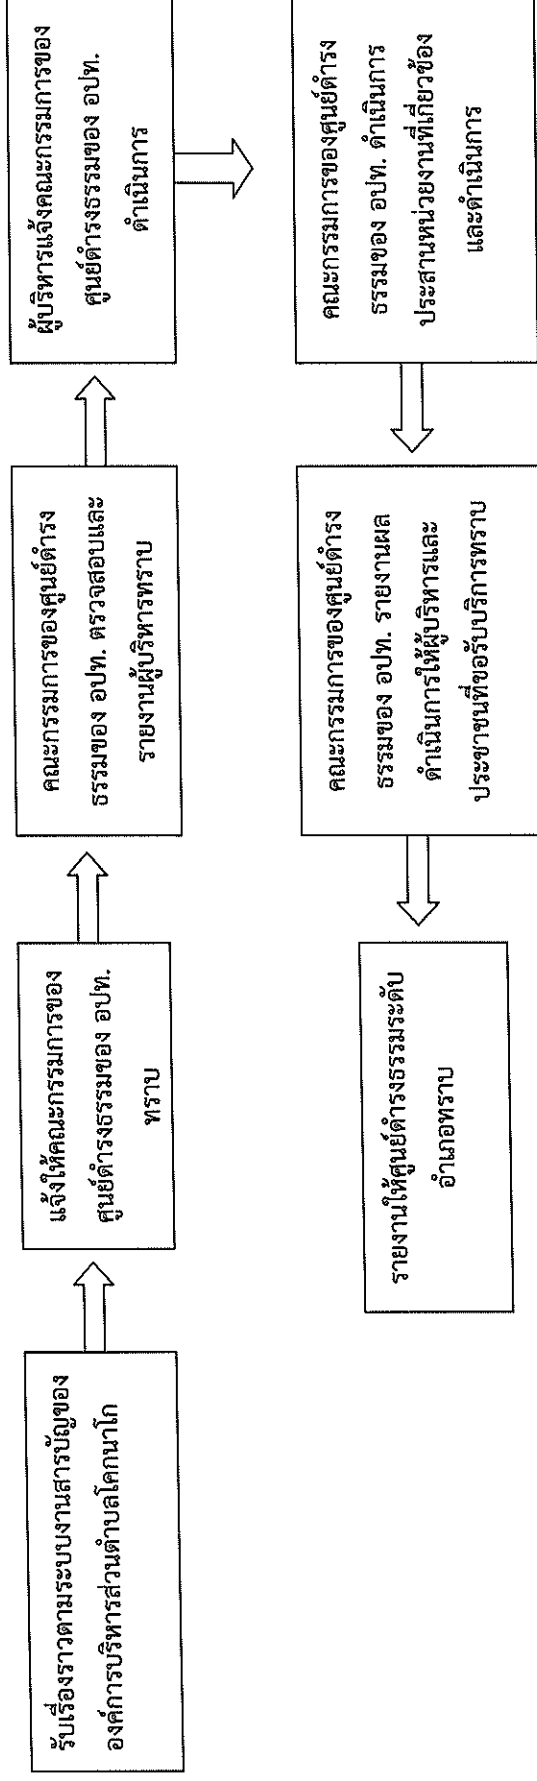 รับเรื่องราวตามระบบงานสารบัญของ
องค์การบริหารส่วนตำบลโคกนาโก
แจ้งให้คณะกรรมการของ
ศูนย์ดำรงธรรมของ อปท.
ทราบ
คณะกรรมการของศูนย์ดำรง
ธรรมของ อปท. ตรวจสอบและ
รายงานผู้บริหารทราบ
ผู้บริหารแจ้งคณะกรรมการของ
ศูนย์ดำรงธรรมของ อปท.
ดำเนินการ
คณะกรรมการของศูนย์ดำรง
ธรรมของ อปท. ดำเนินการ
ประสานหน่วยงานที่เกี่ยวข้อง
และดำเนินการ
คณะกรรมการของศูนย์ดำรง
ธรรมของ อปท. รายงานผล
ดำเนินการให้ผู้บริหารและ
ประชาชนที่ขอรับบริการทราบ
รายงานให้ศูนย์ดำรงธรรมระดับ
อำเภอทราบ